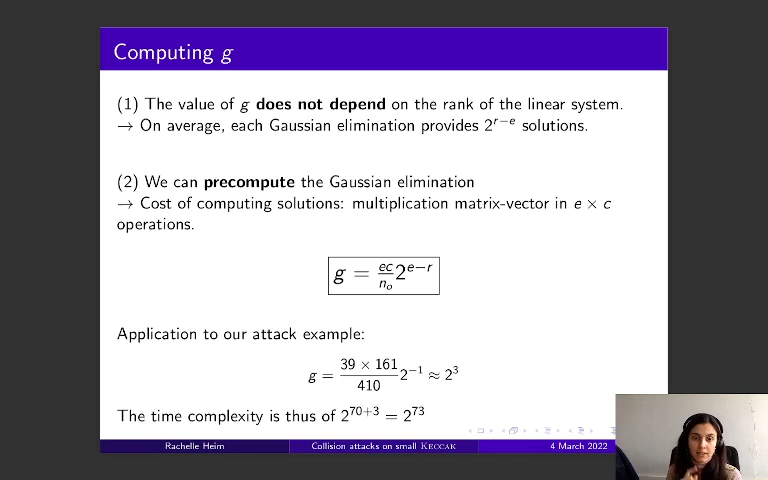 Computing g
(1) The value of g does not depend on the rank of the linear system.
→ On average, each Gaussian elimination provides 2^{r−e} solutions.
(2) We can precompute the Gaussian elimination
→ Cost of computing solutions: multiplication matrix-vector in e × c
operations.
g = \frac{ec}{n_o} 2^{e−r}
Application to our attack example:
g = \frac{39 × 161}{410} 2^{−1} ≈ 2^3
The time complexity is thus of 2^{70+3} = 2^{73}
Rachelle Heim Collision attacks on small KECCAK 4 March 2022